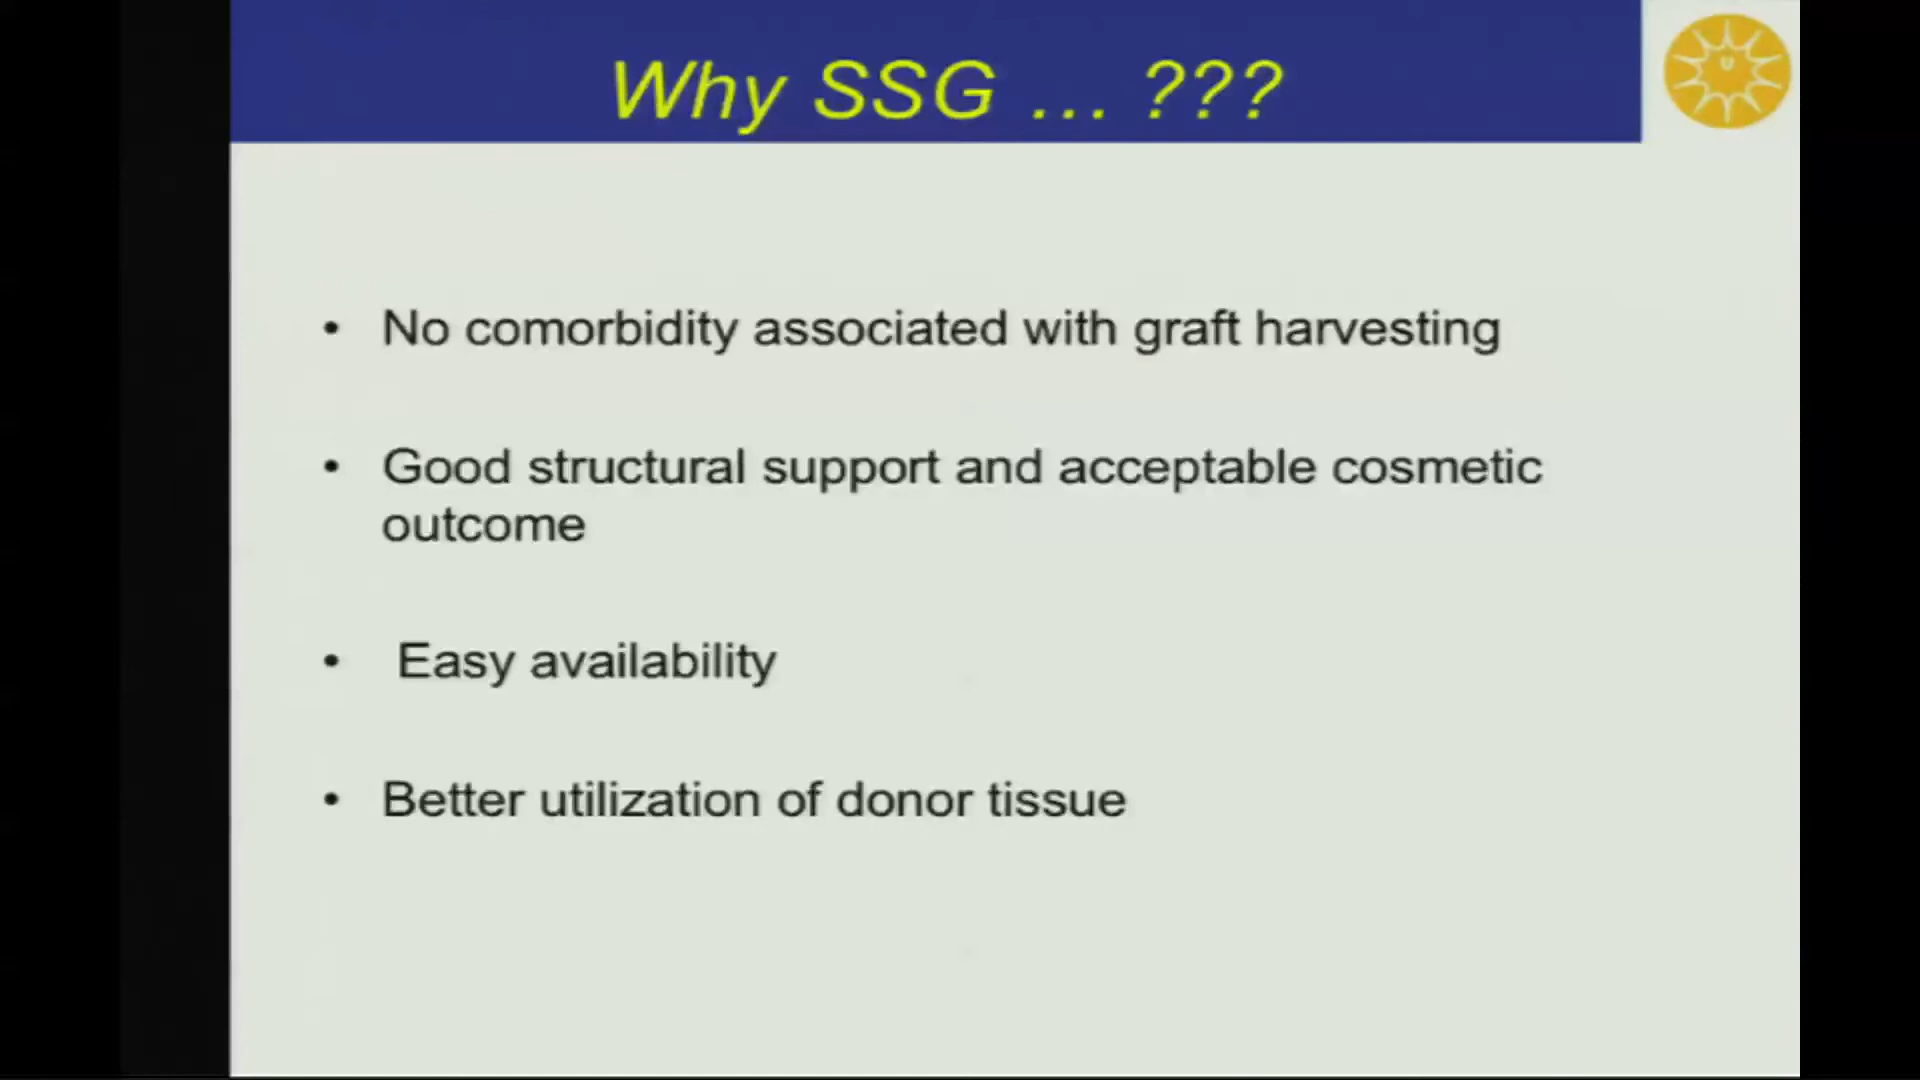 Why SSG ... ???
• No comorbidity associated with graft harvesting
• Good structural support and acceptable cosmetic
outcome
• Easy availability
• Better utilization of donor tissue